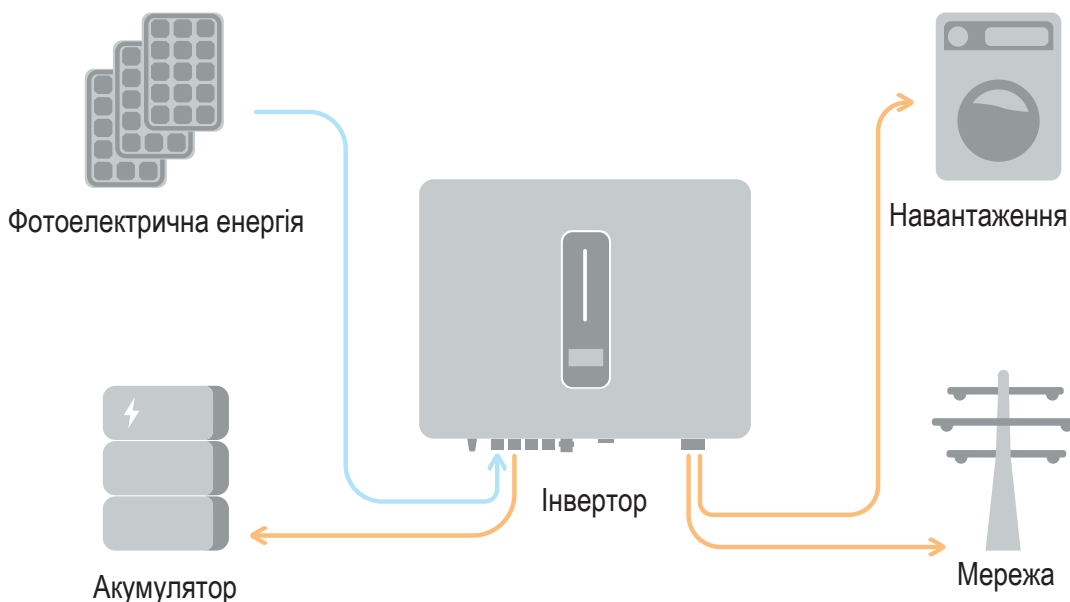 Фотоелектрична енергія
Навантаження
Інвертор
Акумулятор
Мережа